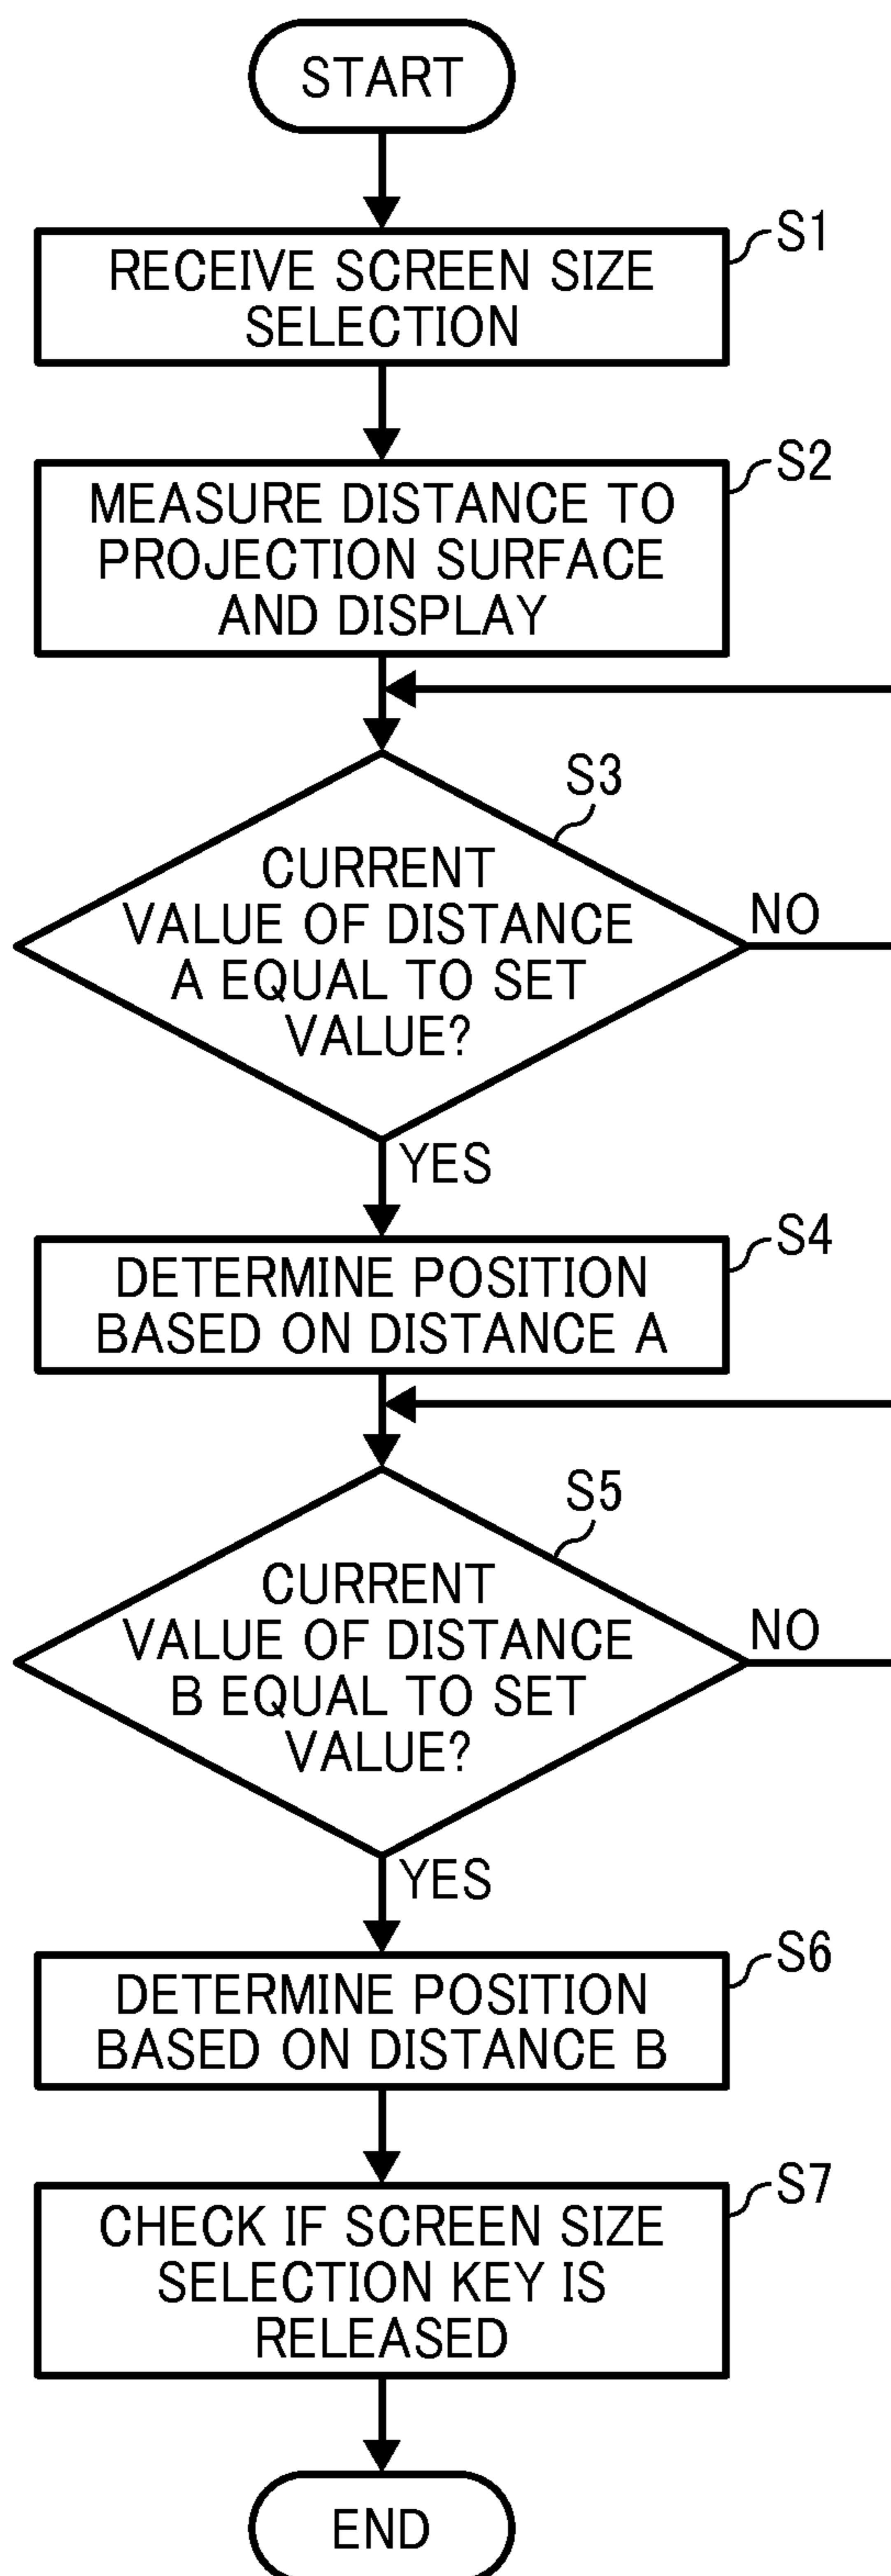 START
S1
RECEIVE SCREEN SIZE
SELECTION
S2
MEASURE DISTANCE TO
PROJECTION SURFACE
AND DISPLAY
S3
CURRENT
VALUE OF DISTANCE
A EQUAL TO SET
VALUE?
NO
YES
S4
DETERMINE POSITION
BASED ON DISTANCE A
S5
CURRENT
VALUE OF DISTANCE
B EQUAL TO SET
VALUE?
NO
YES
S6
DETERMINE POSITION
BASED ON DISTANCE B
S7
CHECK IF SCREEN SIZE
SELECTION KEY IS
RELEASED
END